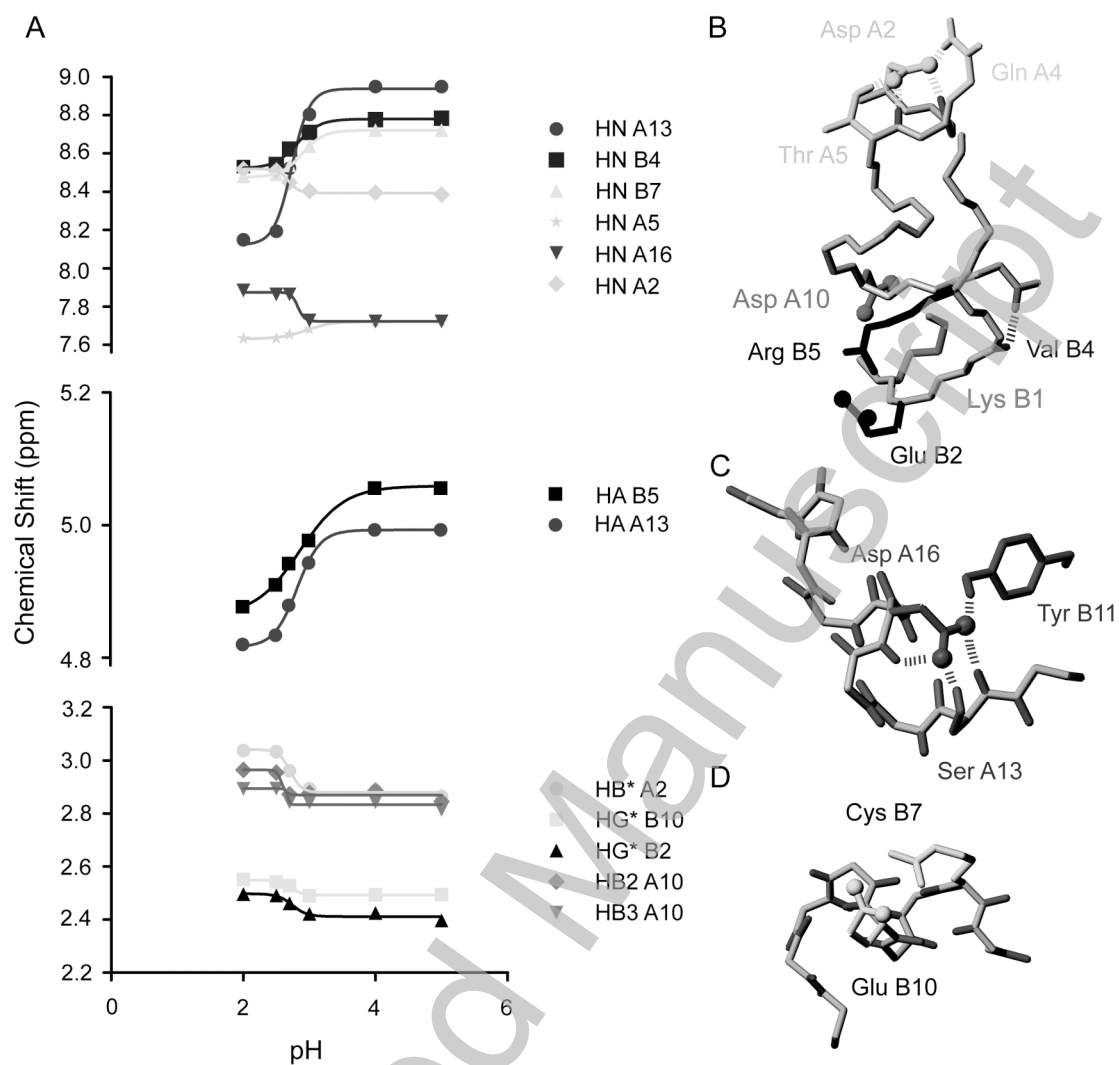 A
Chemical Shift (ppm)
9.0
8.8
8.6
8.4
8.2
8.0
7.8
7.6
HN A13
HN B4
HN B7
HN A5
HN A16
HN A2
5.2
5.0
4.8
HA B5
HA A13
3.2
3.0
2.8
2.6
2.4
2.2
HB* A2
HG* B10
HG* B2
HB2 A10
HB3 A10
0
2
4
6
pH
B
Asp A2
Gln A4
Thr A5
Asp A10
Arg B5
Val B4
Lys B1
Glu B2
C
Asp A16
Tyr B11
Ser A13
D
Cys B7
Glu B10
d Manuscript